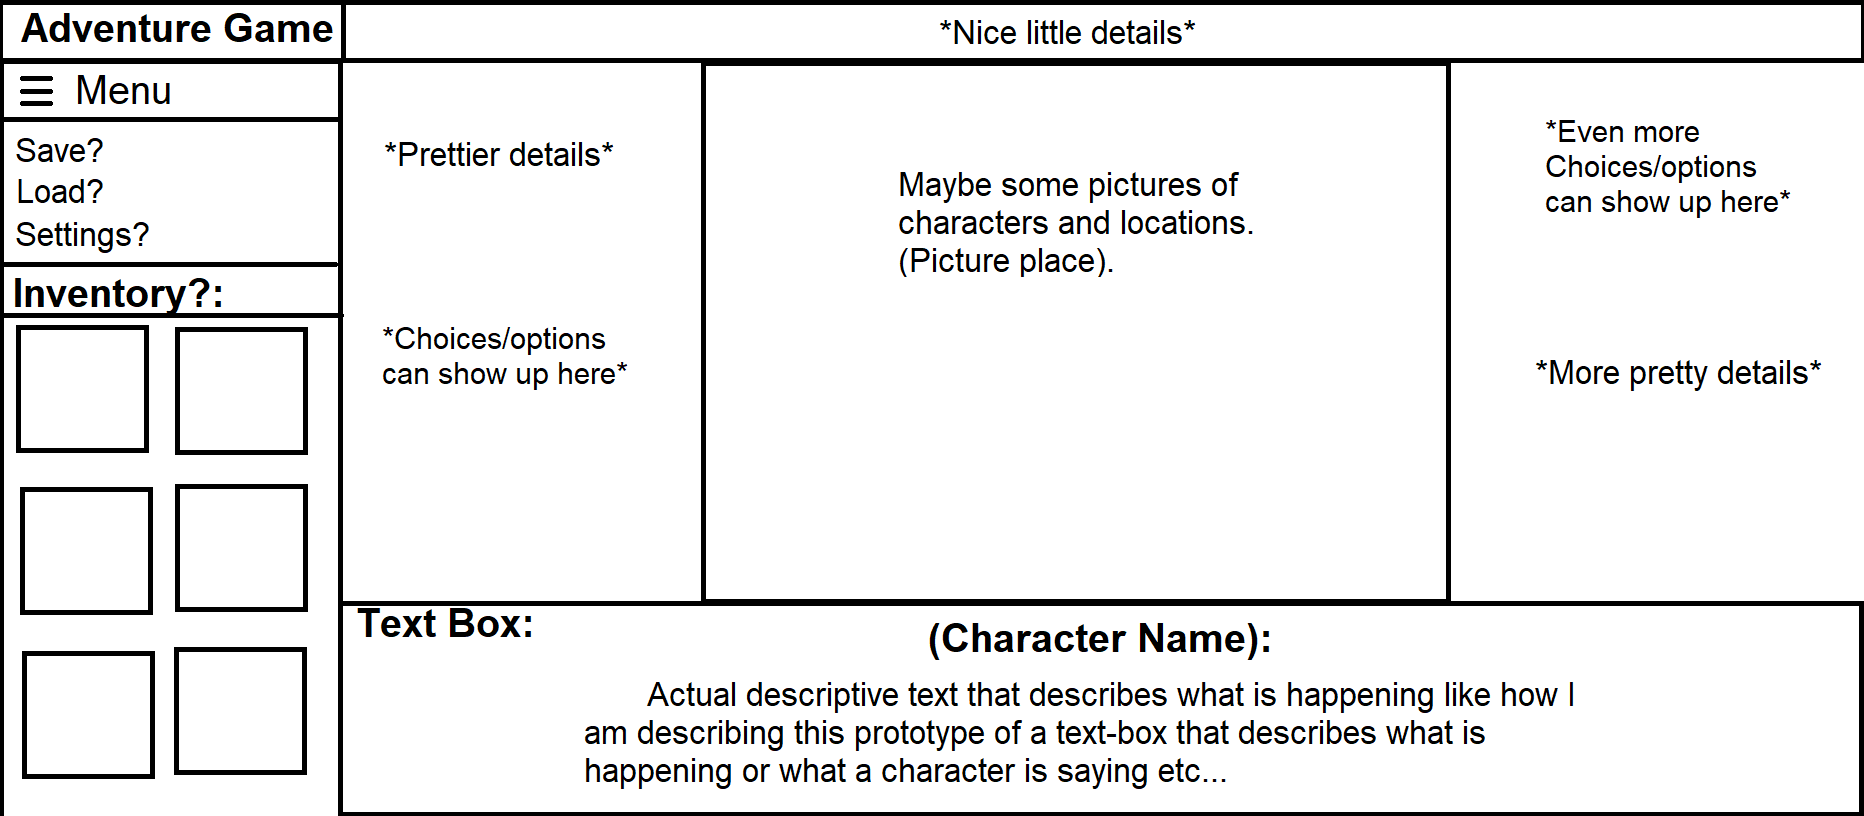 Adventure Game
*Nice little details*
Menu
Save?
Load?
Settings?
Inventory?:
*Prettier details*
*Choices/options
can show up here*
Maybe some pictures of
characters and locations.
(Picture place).
*Even more
Choices/options
can show up here*
*More pretty details*
Text Box:
(Character Name):
Actual descriptive text that describes what is happening like how I
am describing this prototype of a text-box that describes what is
happening or what a character is saying etc...